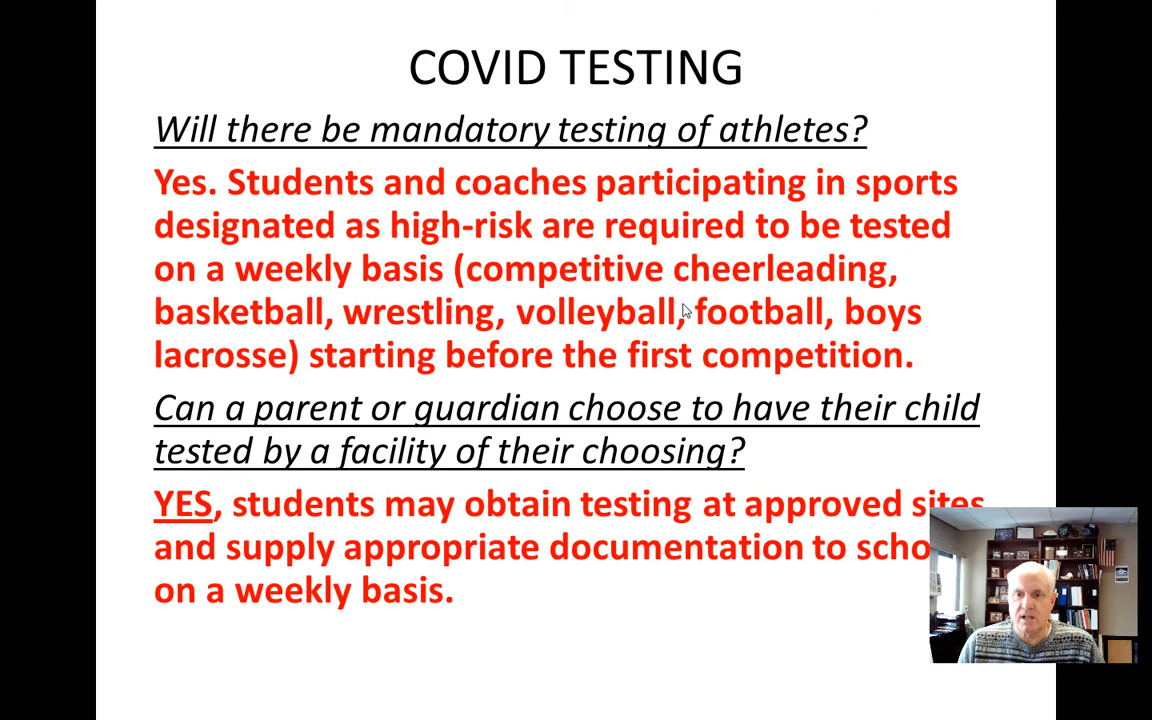 COVID TESTING
Will there be mandatory testing of athletes?
Yes. Students and coaches participating in sports
designated as high-risk are required to be tested
on a weekly basis (competitive cheerleading,
basketball, wrestling, volleyball, football, boys
lacrosse) starting before the first competition.
Can a parent or guardian choose to have their child
tested by a facility of their choosing?
YES, students may obtain testing at approved sites
and supply appropriate documentation to scho
on a weekly basis.